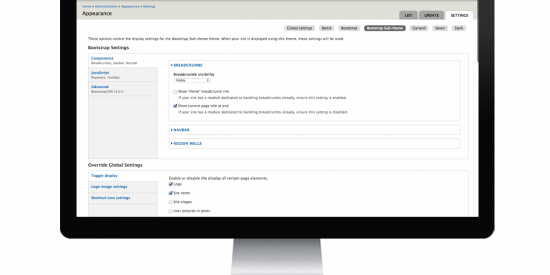 Home » Administration » Appearance » Settings
Appearance
LIST UPDATE SETTINGS
Global settings Bartik Bootstrap Bootstrap Sub-theme Garland Seven Stark
These options control the display settings for the Bootstrap Sub-theme theme. When your site is displayed using this theme, these settings will be used.
Bootstrap Settings
Components
Breadcrumbs, Navbar: Normal
JavaScript
Popovers, Tooltips
Advanced
BREADCRUMBS
Breadcrumb visibility
Visible
Show "Home" breadcrumb link
If your site has a module dedicated to handling breadcrumbs already, ensure this setting is enabled.
Show current page title at end
If your site has a module dedicated to handling breadcrumbs already, ensure this setting is disabled.
NAVBAR
REGION WELLS
Override Global Settings
Toggle display
Logo image settings
Shortcut icon settings
Enable or disable the display of certain page elements.
Logo
Site name
Site slogan
User pictures in posts